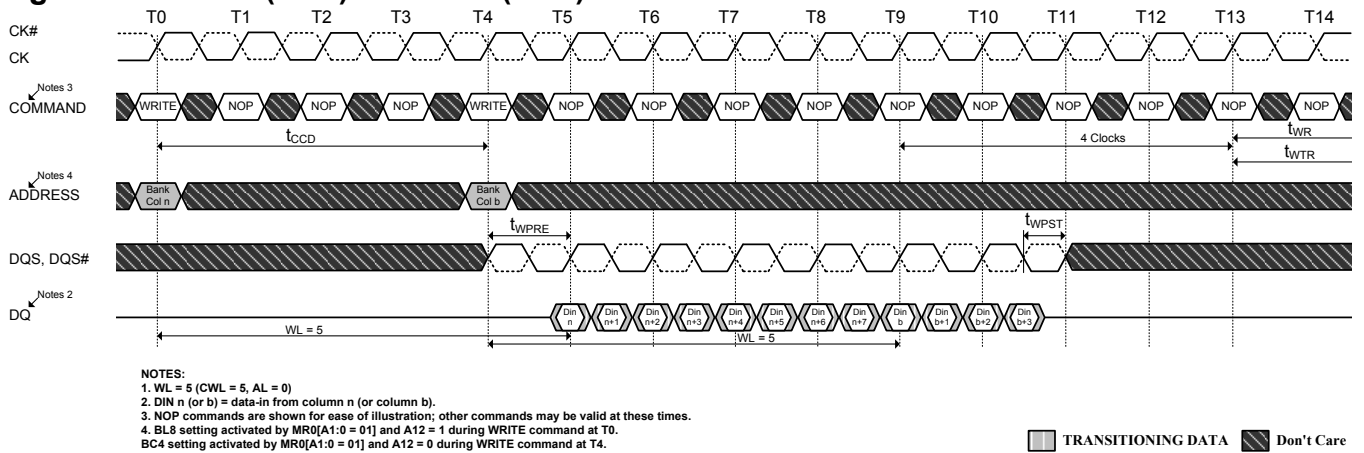 T0 T1 T2 T3 T4 T5 T6 T7 T8 T9 T10 T11 T12 T13 T14
CK#
CK
Notes 3
COMMAND
WRITE NOP NOP NOP WRITE NOP NOP NOP NOP NOP NOP NOP NOP NOP NOP
tCCD
4 Clocks
tWR
tWTR
Notes 4
ADDRESS
Bank Bank
Col n Col b
tWPRE
tWPST
DQS, DQS#
Notes 2
DQ
Din Din Din Din Din Din Din Din Din Din Din Din
n n+1 n+2 n+3 n+4 n+5 n+6 n+7 b b+1 b+2 b+3
WL = 5
WL = 5
NOTES:
1. WL = 5 (CWL = 5, AL = 0)
2. DIN n (or b) = data-in from column n (or column b).
3. NOP commands are shown for ease of illustration; other commands may be valid at these times.
4. BL8 setting activated by MR0[A1:0 = 01] and A12 = 1 during WRITE command at T0.
BC4 setting activated by MR0[A1:0 = 01] and A12 = 0 during WRITE command at T4.
TRANSITIONING DATA Don't Care